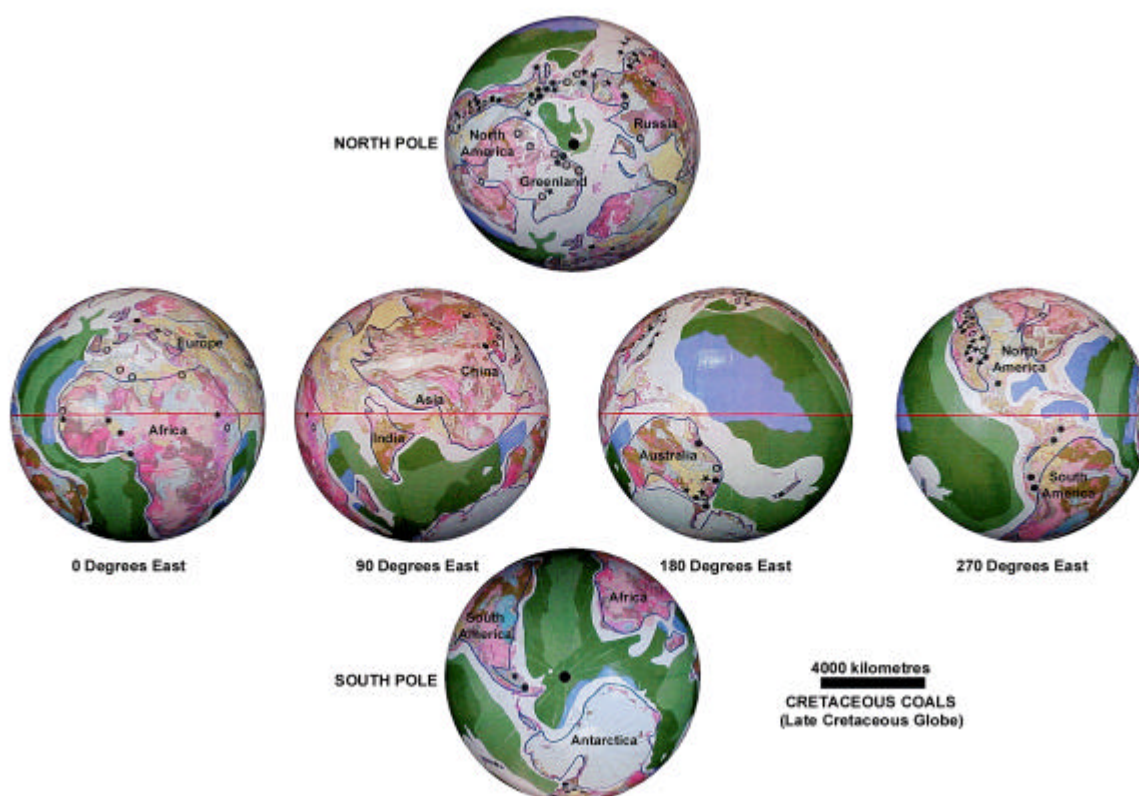 NORTH POLE
North
America
Russia
Greenland
Europe
Africa
0 Degrees East
China
Asia
India
90 Degrees East
Australia
180 Degrees East
North
America
South
America
270 Degrees East
SOUTH POLE
South
America
Africa
Antarctica
4000 kilometres
CRETACEOUS COALS
(Late Cretaceous Globe)